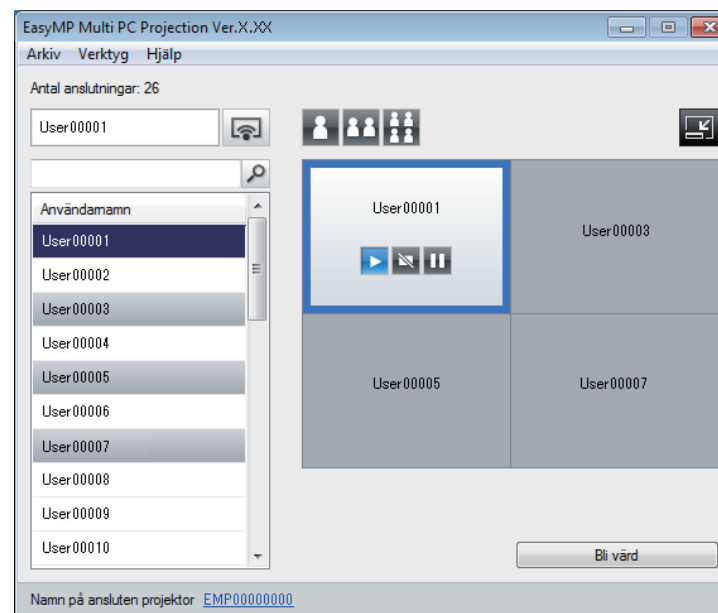 EasyMP Multi PC Projection Ver.X.XX
Arkiv Verktyg Hjälp
Antal anslutningar: 26
User00001
Användarnamn
User00001
User00002
User00003
User00004
User00005
User00006
User00007
User00008
User00009
User00010
User00001
User00003
User00005
User00007
Bli värd
Namn på ansluten projektor EMP00000000